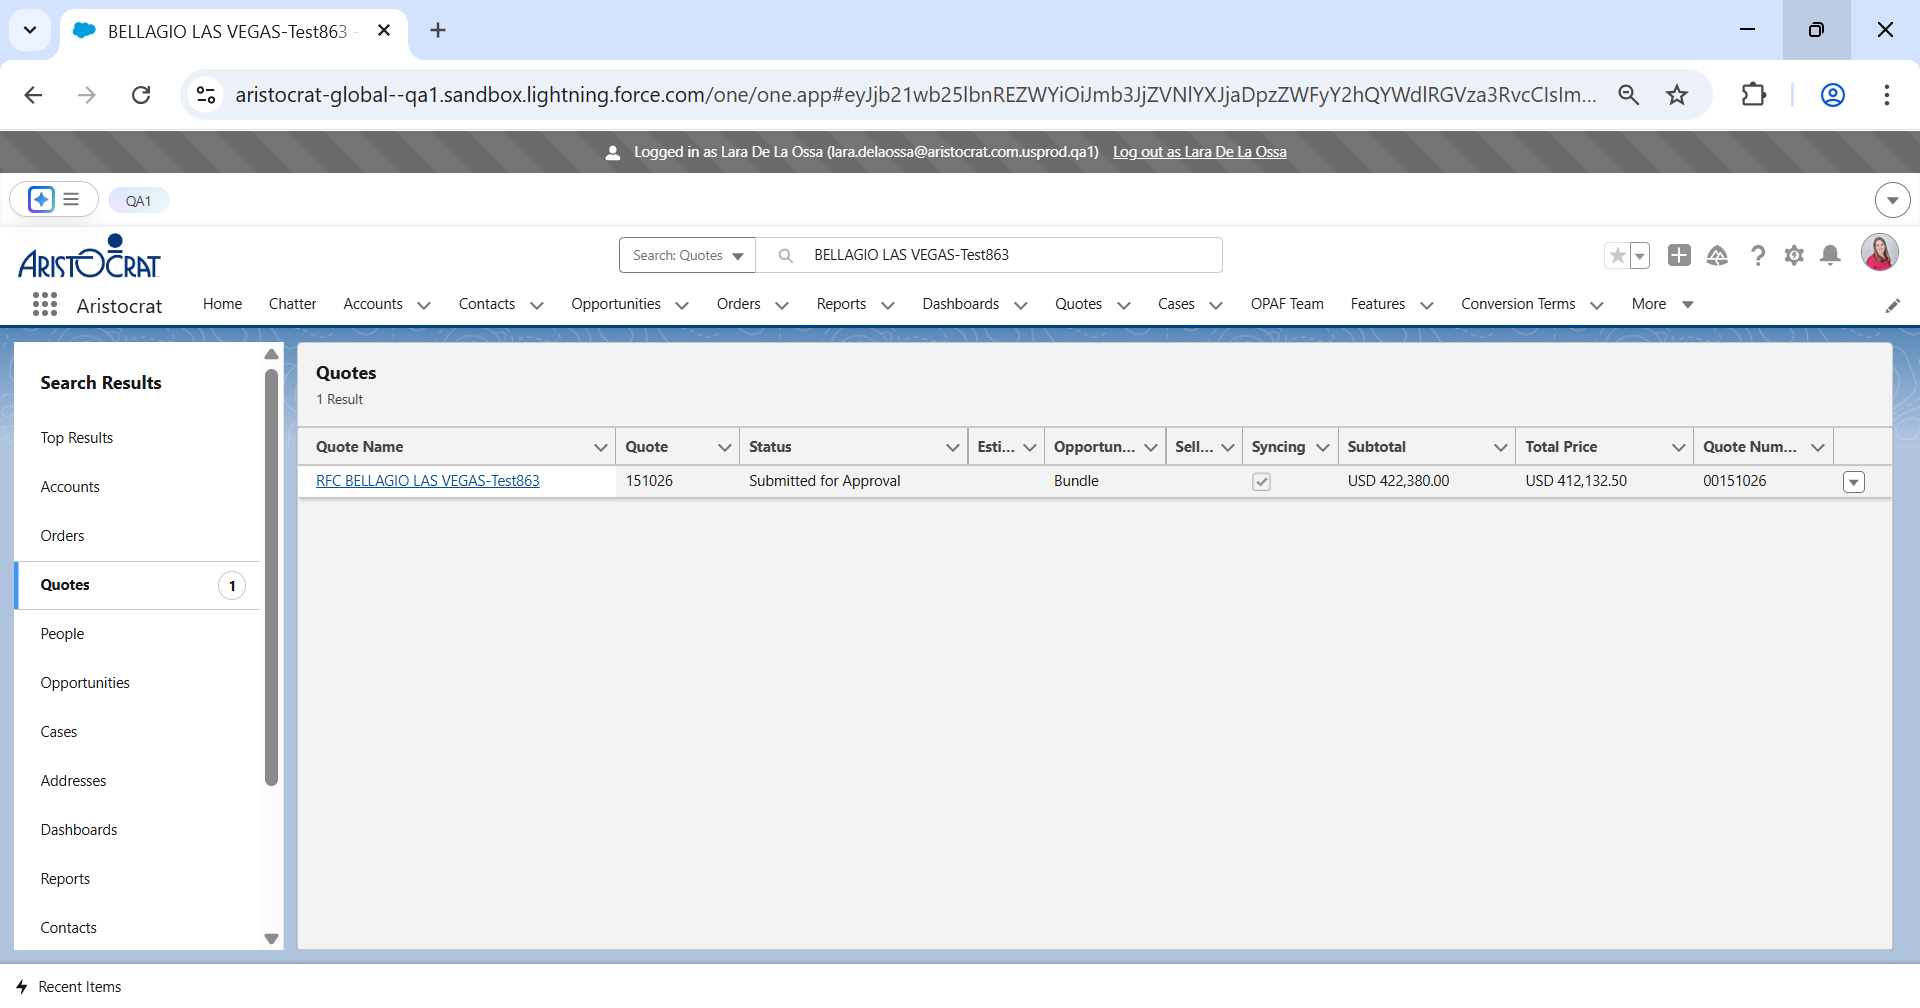 BELLAGIO LAS VEGAS-Test863 -
aristocrat-global--qa1.sandbox.lightning.force.com/one/one.app#eyJjb21wb25lbnREZWYiOiJmb3JjZVNlYXJjaDpzZWFyY2hQYWdlRGVza3RvcCIsIm...
Logged in as Lara De La Ossa (lara.delaossa@aristocrat.com.usprod.qa1) Log out as Lara De La Ossa
QA1
ARISTOCRAT
Search: Quotes BELLAGIO LAS VEGAS-Test863
Aristocrat Home Chatter Accounts Contacts Opportunities Orders Reports Dashboards Quotes Cases OPAF Team Features Conversion Terms More
Search Results
Top Results
Accounts
Orders
Quotes 1
People
Opportunities
Cases
Addresses
Dashboards
Reports
Contacts
Quotes
1 Result
Quote Name Quote Status Esti... Opportun... Sell... Syncing Subtotal Total Price Quote Num...
RFC BELLAGIO LAS VEGAS-Test863 151026 Submitted for Approval Bundle USD 422,380.00 USD 412,132.50 00151026
Recent Items